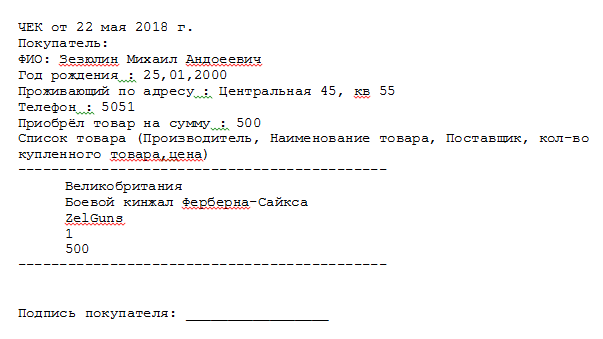 ЧЕК от 22 мая 2018 г.
Покупатель:
ФИО: Зезюлин Михаил Андоеевич
Год рождения : 25,01,2000
Проживающий по адресу : Центральная 45, кв 55
Телефон : 5051
Приобрёл товар на сумму : 500
Список товара (Производитель, Наименование товара, Поставщик, кол-во
купленного товара,цена)
--------------------------------------------
Великобритания
Боевой кинжал Ферберна-Сайкса
ZelGuns
1
500
--------------------------------------------
Подпись покупателя: _________________